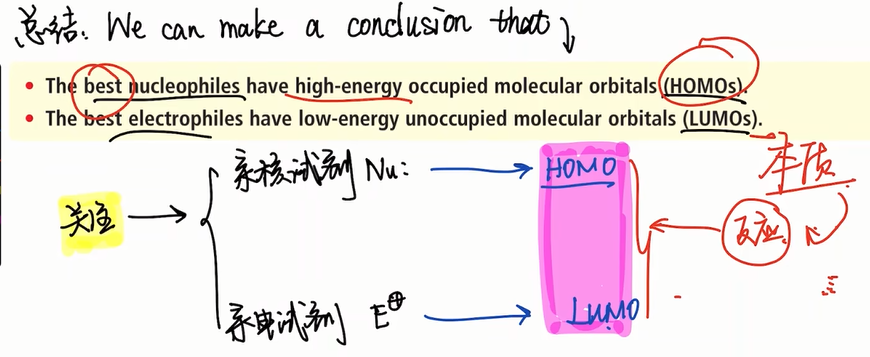 总结: We can make a conclusion that
• The best nucleophiles have high-energy occupied molecular orbitals (HOMOs).
• The best electrophiles have low-energy unoccupied molecular orbitals (LUMOs).
本质
亲核试剂 Nu: HOMO
关注 反应
亲电试剂 E⊕ LUMO